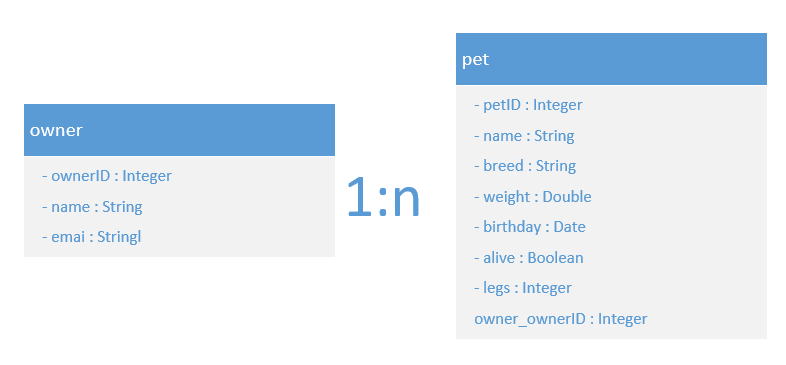 owner
- ownerID : Integer
- name : String
- emai : Stringl
1:n
pet
- petID : Integer
- name : String
- breed : String
- weight : Double
- birthday : Date
- alive : Boolean
- legs : Integer
owner_ownerID : Integer